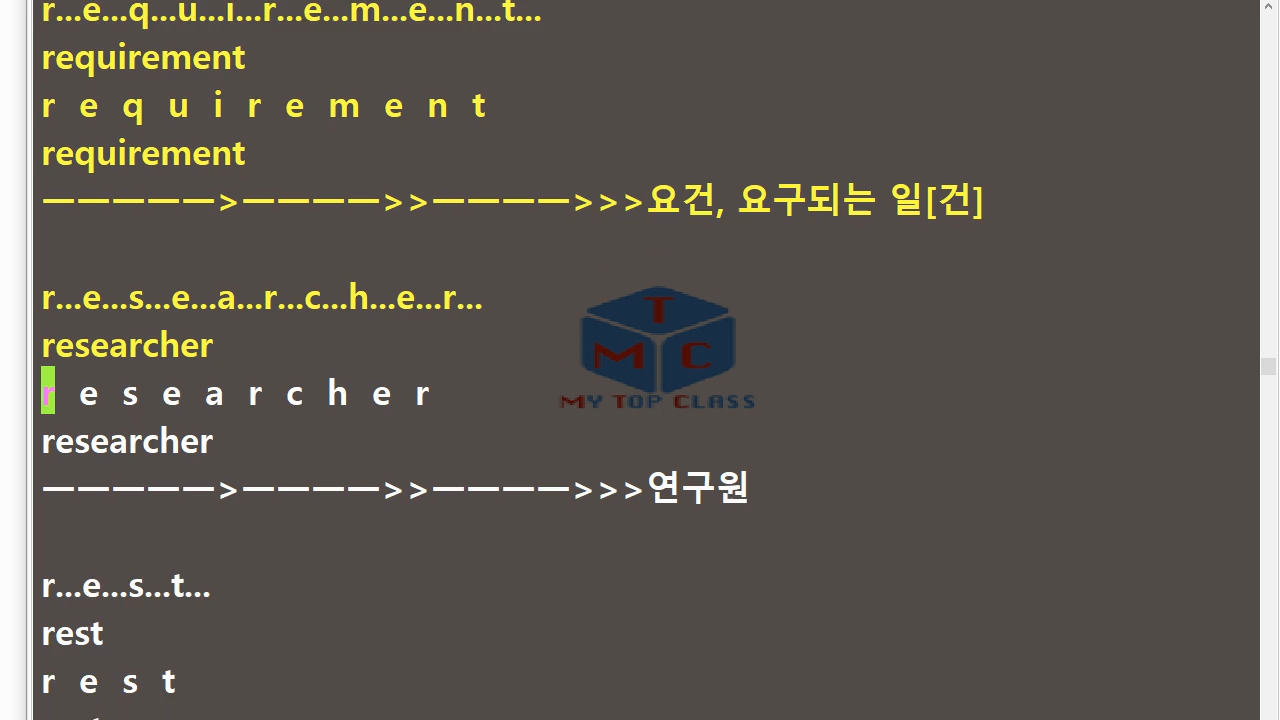 r...e...q...u...i...r...e...m...e...n...t...
requirement
r e q u i r e m e n t
requirement
—————>————>>————>>>요건, 요구되는 일[건]
r...e...s...e...a...r...c...h...e...r...
researcher
r e s e a r c h e r
researcher
—————>————>>————>>>연구원
T
M C
MY TOP CLASS
r...e...s...t...
rest
r e s t